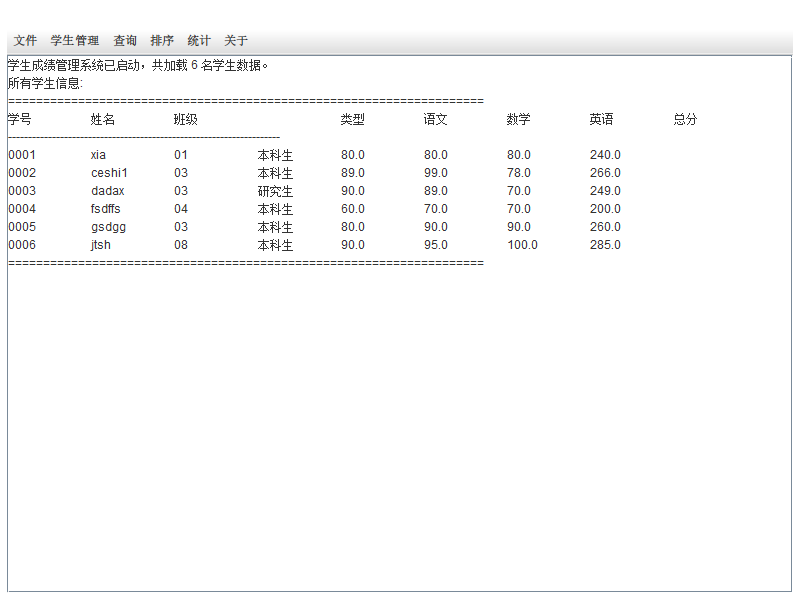 文件 学生管理 查询 排序 统计 关于
学生成绩管理系统已启动，共加载 6 名学生数据。
所有学生信息:
====================================================================
学号 姓名 班级 类型 语文 数学 英语 总分
--------------------------------------------------------------------
0001 xia 01 本科生 80.0 80.0 80.0 240.0
0002 ceshi1 03 本科生 89.0 99.0 78.0 266.0
0003 dadax 03 研究生 90.0 89.0 70.0 249.0
0004 fsdffs 04 本科生 60.0 70.0 70.0 200.0
0005 gsdgg 03 本科生 80.0 90.0 90.0 260.0
0006 jtsh 08 本科生 90.0 95.0 100.0 285.0
====================================================================